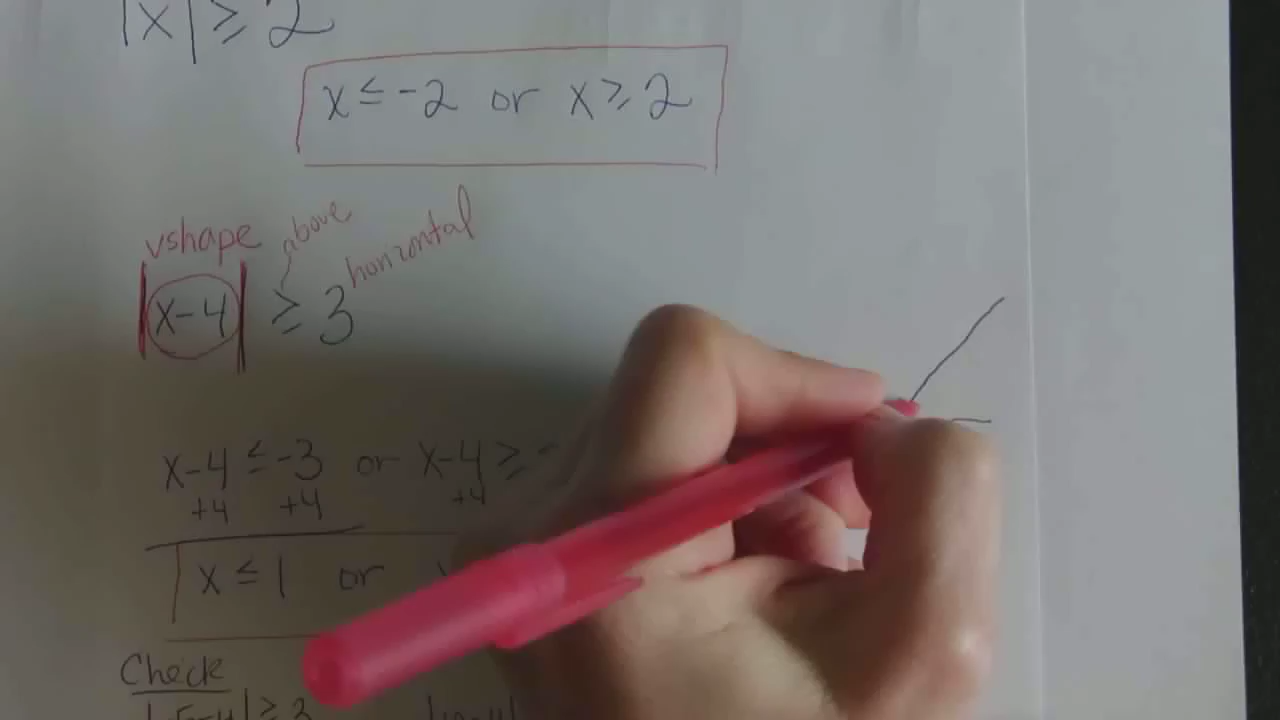 |x| ≥ 2
x ≤ -2 or x ≥ 2
vshape above horizontal
|x-4| ≥ 3
x-4 ≤ -3 or x-4 ≥
+4 +4 +4
x ≤ 1 or
Check